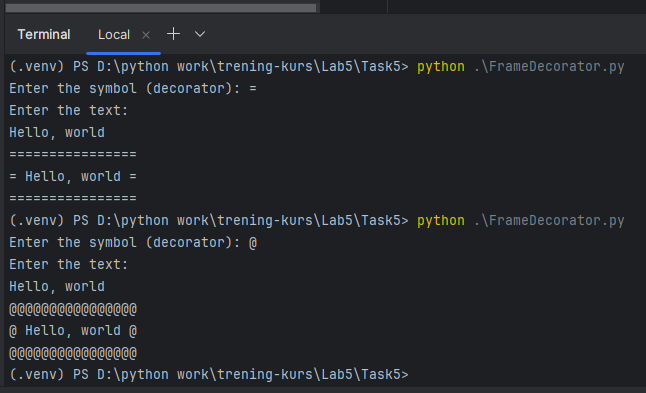 Terminal Local × + ∨
(.venv) PS D:\python work\trening-kurs\Lab5\Task5> python .\FrameDecorator.py
Enter the symbol (decorator): =
Enter the text:
Hello, world
================
= Hello, world =
================
(.venv) PS D:\python work\trening-kurs\Lab5\Task5> python .\FrameDecorator.py
Enter the symbol (decorator): @
Enter the text:
Hello, world
@@@@@@@@@@@@@@@@
@ Hello, world @
@@@@@@@@@@@@@@@@
(.venv) PS D:\python work\trening-kurs\Lab5\Task5>